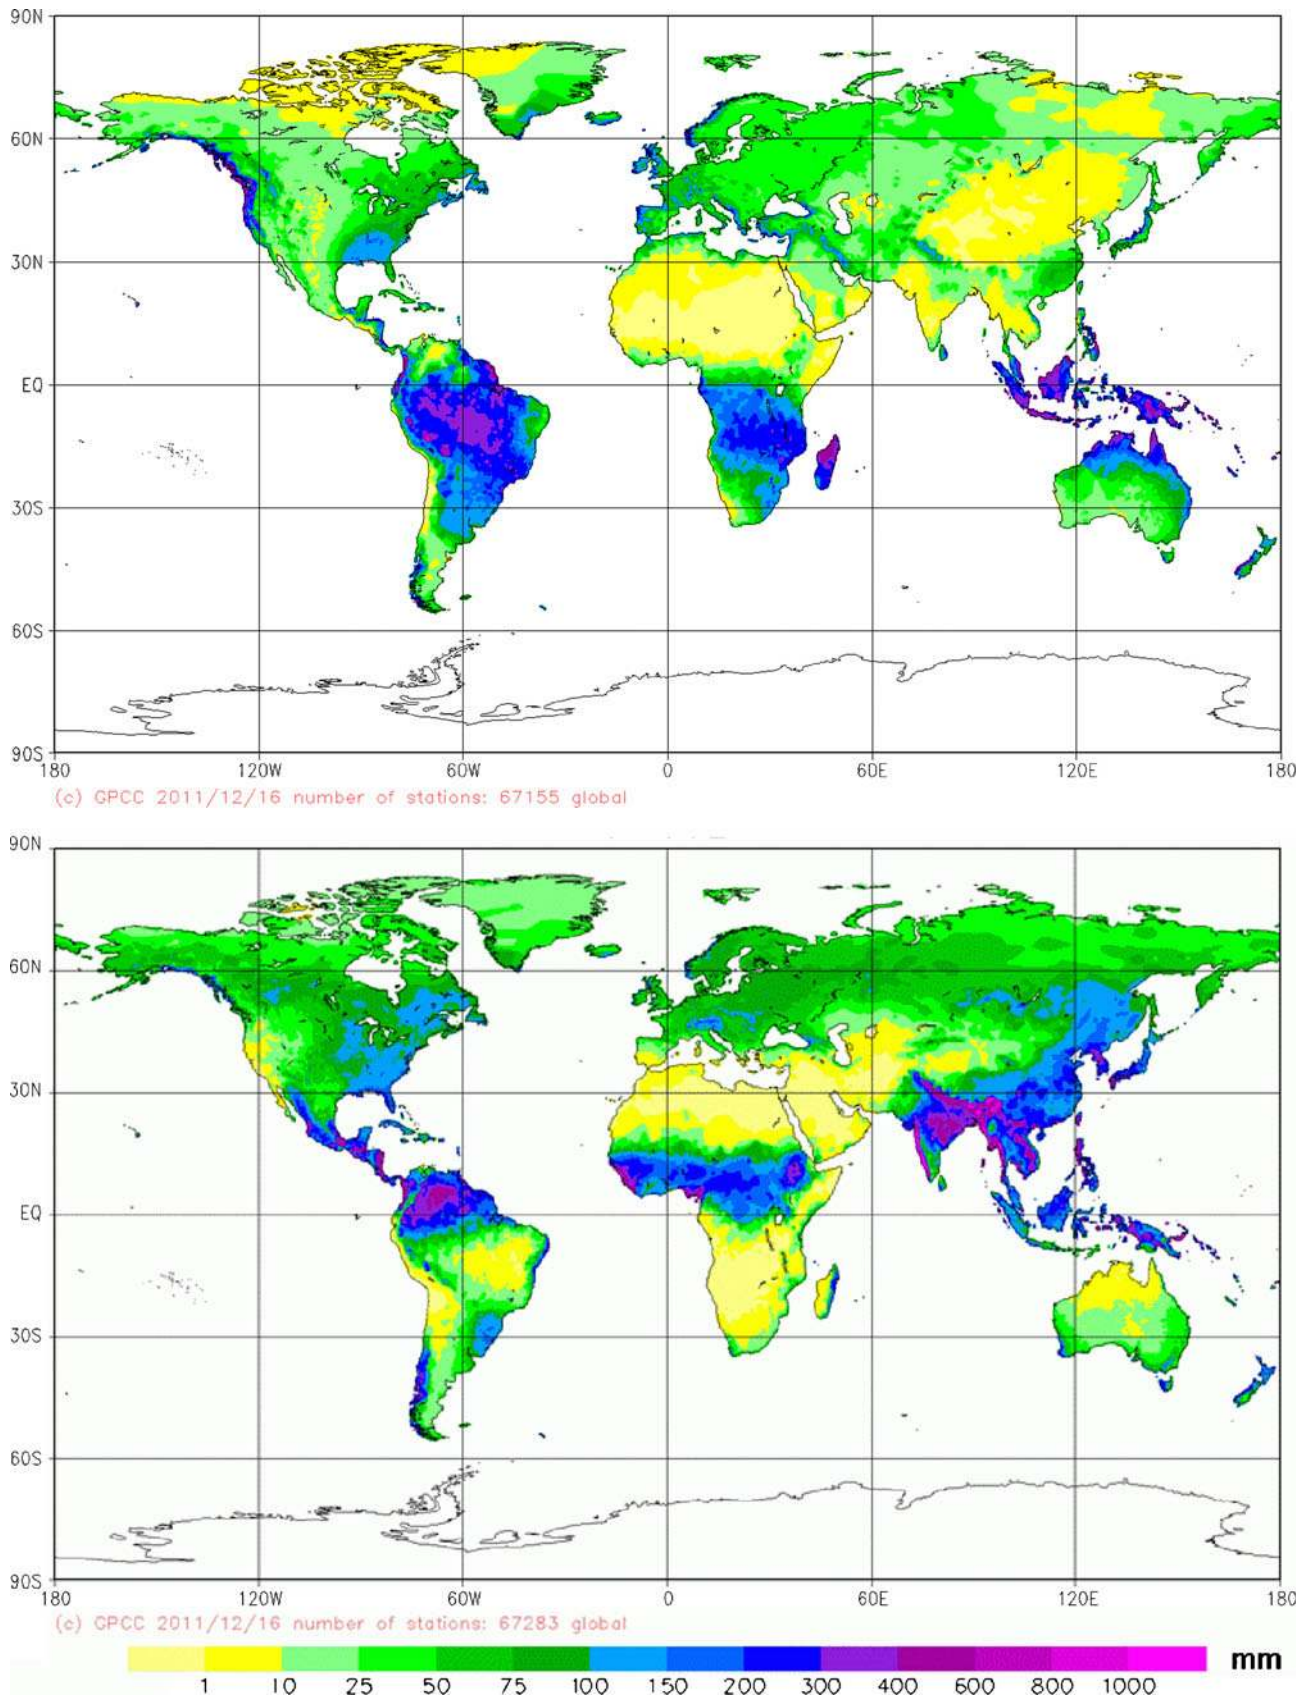 90N
60N
30N
EQ
30S
60S
90S
180 120W 60W 0 60E 120E 180
(c) GPCC 2011/12/16 number of stations: 67155 global
90N
60N
30N
EQ
30S
60S
90S
180 120W 60W 0 60E 120E 180
(c) GPCC 2011/12/16 number of stations: 67283 global
mm
1 10 25 50 75 100 150 200 300 400 600 800 1000